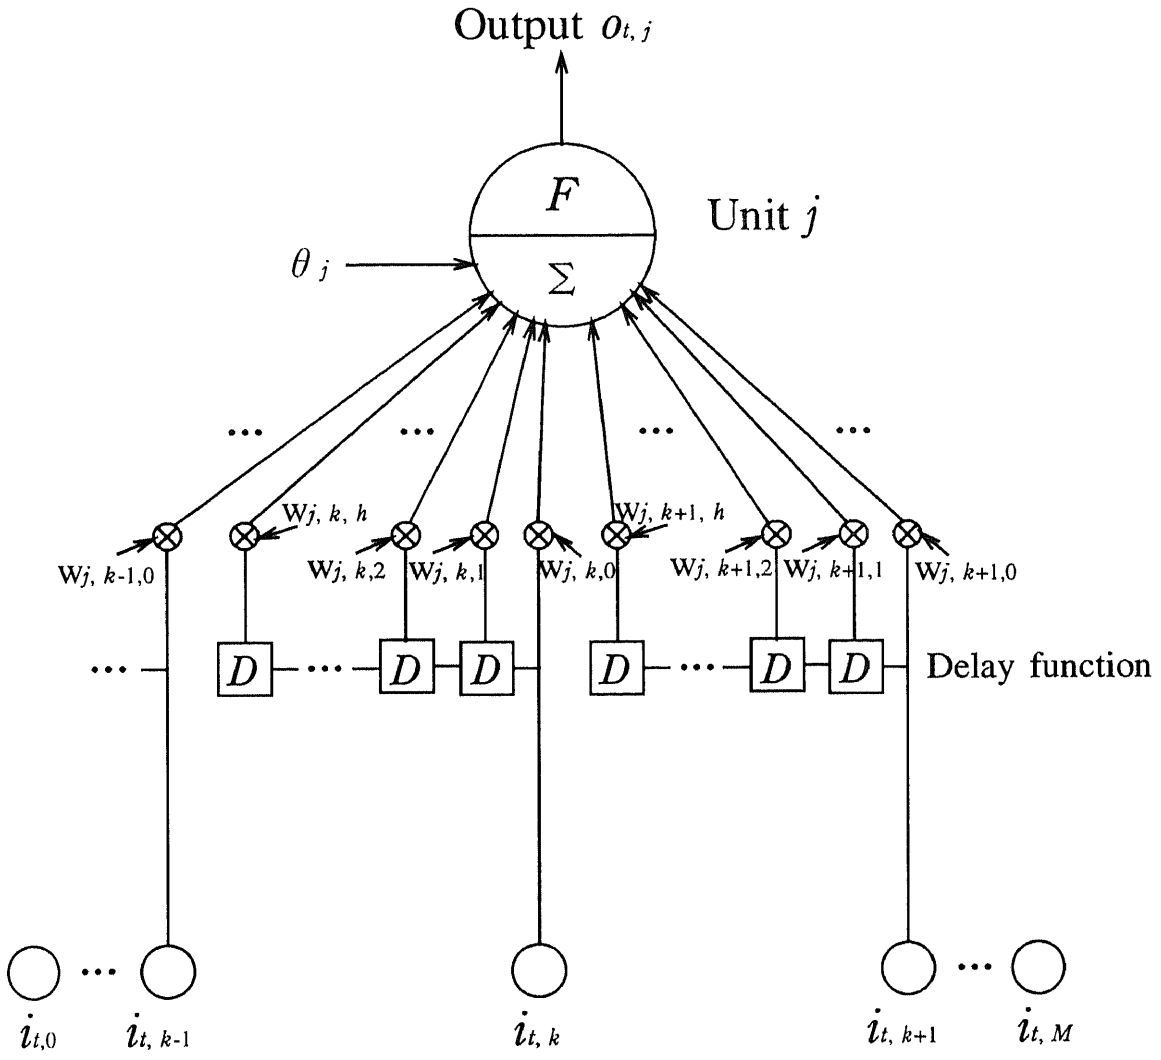 Output o_{t, j}
F
Unit j
θ_j
Σ
... ... ... ...
W_{j, k, h} W_{j, k+1, h}
W_{j, k-1,0} W_{j, k,2} W_{j, k,1} W_{j, k,0} W_{j, k+1,2} W_{j, k+1,1} W_{j, k+1,0}
... D ... D D D ... D D Delay function
... ...
i_{t,0} i_{t, k-1} i_{t, k} i_{t, k+1} i_{t, M}